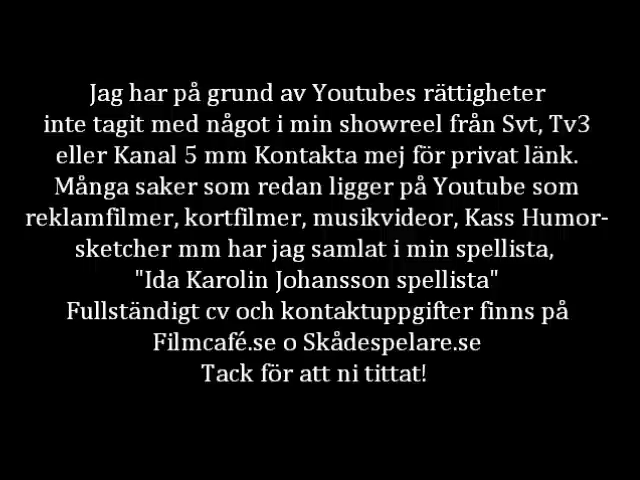 Jag har på grund av Youtubes rättigheter
inte tagit med något i min showreel från Svt, Tv3
eller Kanal 5 mm Kontakta mej för privat länk.
Många saker som redan ligger på Youtube som
reklamfilmer, kortfilmer, musikvideor, Kass Humor-
sketcher mm har jag samlat i min spellista,
"Ida Karolin Johansson spellista"
Fullständigt cv och kontaktuppgifter finns på
Filmcafé.se o Skådespelare.se
Tack för att ni tittat!